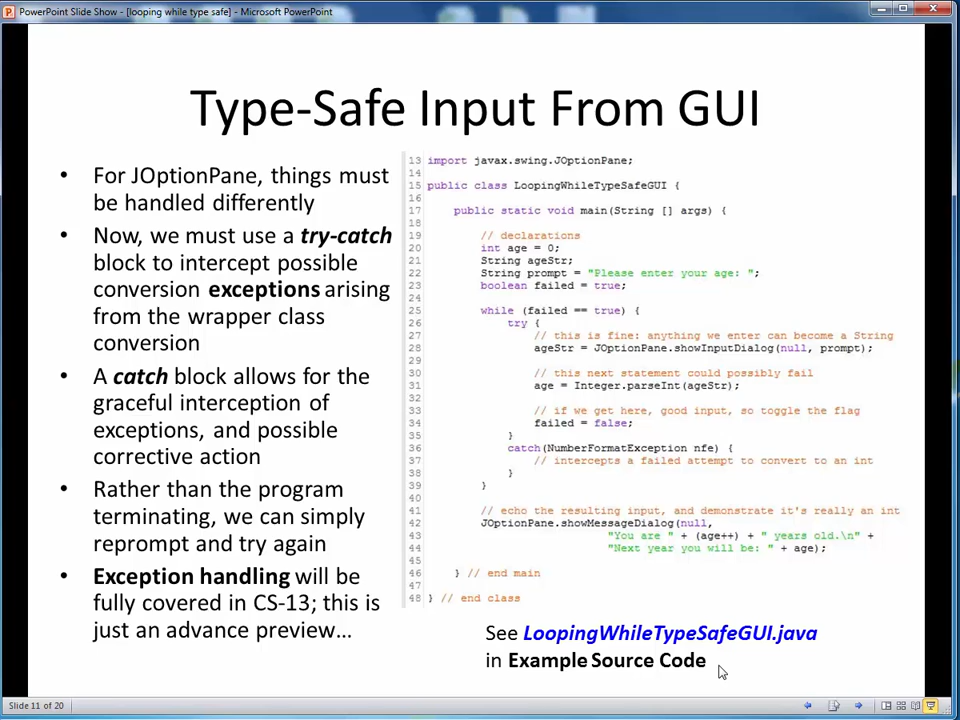 PowerPoint Slide Show - [looping while type safe] - Microsoft PowerPoint
Type-Safe Input From GUI
• For JOptionPane, things must
be handled differently
• Now, we must use a try-catch
block to intercept possible
conversion exceptions arising
from the wrapper class
conversion
• A catch block allows for the
graceful interception of
exceptions, and possible
corrective action
• Rather than the program
terminating, we can simply
reprompt and try again
• Exception handling will be
fully covered in CS-13; this is
just an advance preview...
13 import javax.swing.JOptionPane;
14
15 public class LoopingWhileTypeSafeGUI {
16
17 public static void main(String [] args) {
18
19 // declarations
20 int age = 0;
21 String ageStr;
22 String prompt = "Please enter your age: ";
23 boolean failed = true;
24
25 while (failed == true) {
26 try {
27 // this is fine: anything we enter can become a String
28 ageStr = JOptionPane.showInputDialog(null, prompt);
29
30 // this next statement could possibly fail
31 age = Integer.parseInt(ageStr);
32
33 // if we get here, good input, so toggle the flag
34 failed = false;
35 }
36 catch(NumberFormatException nfe) {
37 // intercepts a failed attempt to convert to an int
38 }
39 }
40
41 // echo the resulting input, and demonstrate it's really an int
42 JOptionPane.showMessageDialog(null,
43 "You are " + (age++) + " years old.\n" +
44 "Next year you will be: " + age);
45
46 } // end main
47
48 } // end class
See LoopingWhileTypeSafeGUI.java
in Example Source Code
Slide 11 of 20